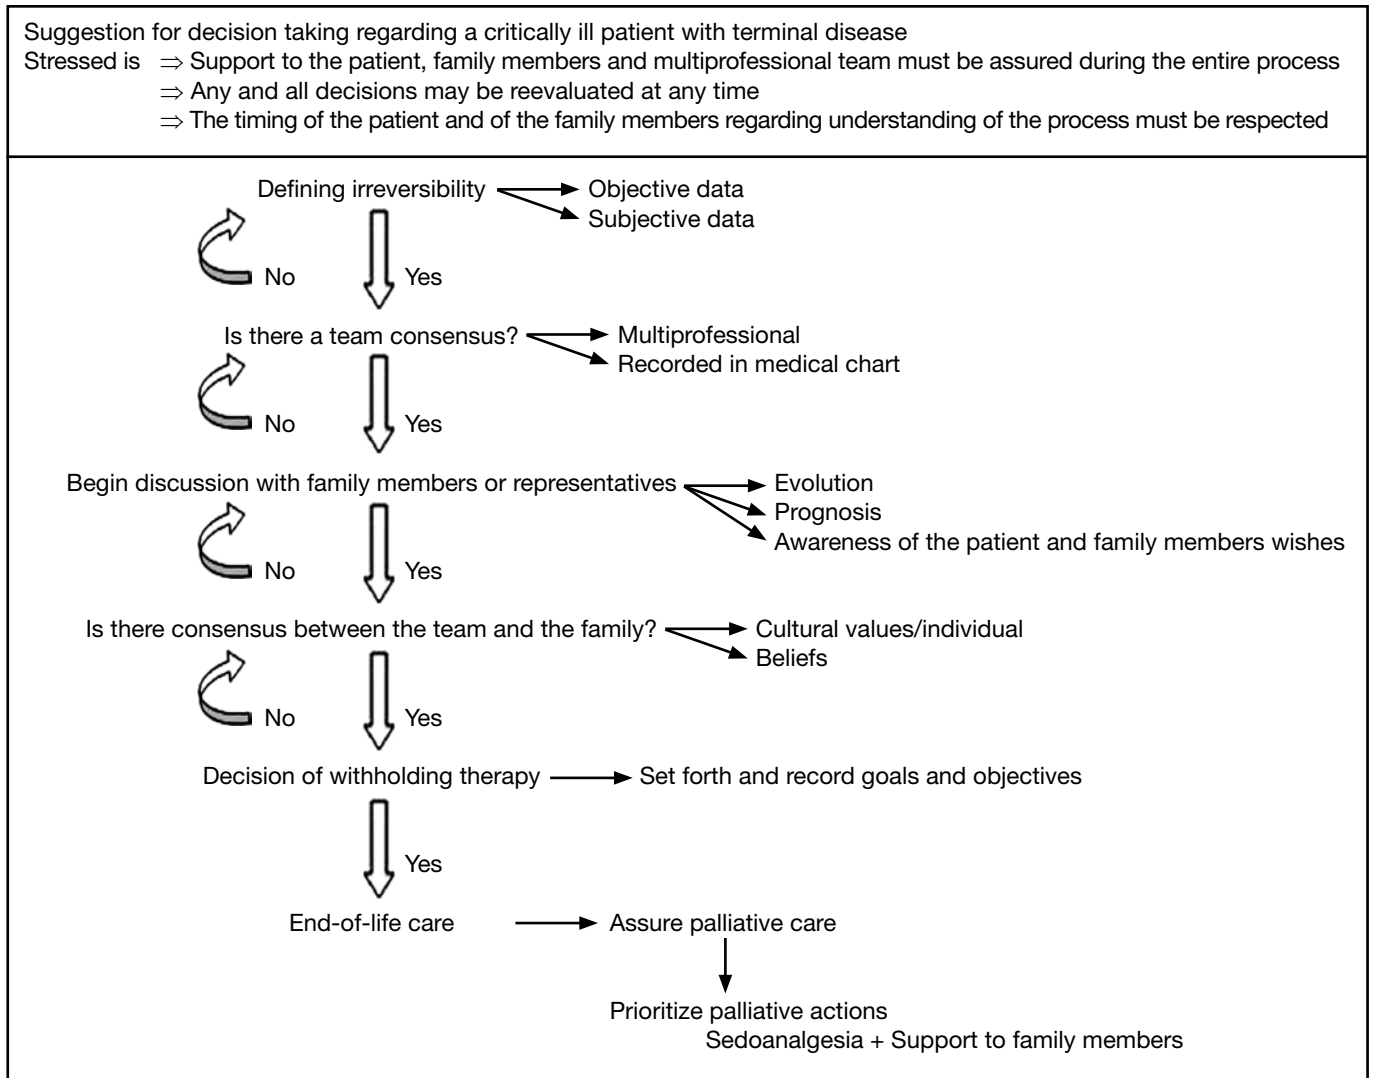 Suggestion for decision taking regarding a critically ill patient with terminal disease
Stressed is ⇒ Support to the patient, family members and multiprofessional team must be assured during the entire process
⇒ Any and all decisions may be reevaluated at any time
⇒ The timing of the patient and of the family members regarding understanding of the process must be respected
Defining irreversibility
Objective data
Subjective data
No
Yes
Is there a team consensus?
Multiprofessional
Recorded in medical chart
No
Yes
Begin discussion with family members or representatives
Evolution
Prognosis
Awareness of the patient and family members wishes
No
Yes
Is there consensus between the team and the family?
Cultural values/individual
Beliefs
No
Yes
Decision of withholding therapy
Set forth and record goals and objectives
Yes
End-of-life care
Assure palliative care
Prioritize palliative actions
Sedoanalgesia + Support to family members